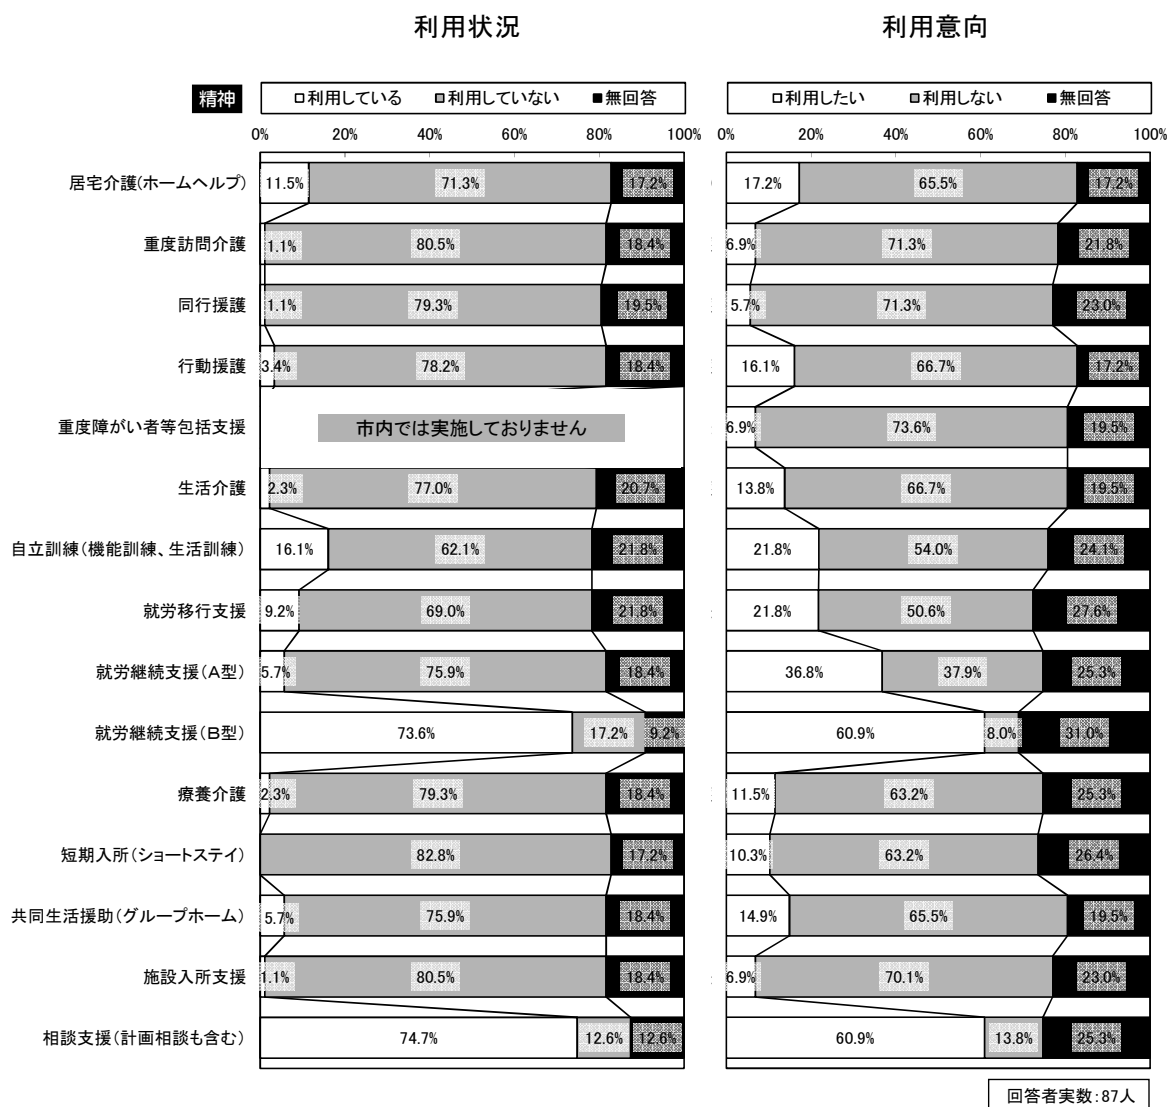 利用状況 利用意向
精神 □利用している ■利用していない ■無回答 □利用したい ■利用しない ■無回答
0% 20% 40% 60% 80% 100% 0% 20% 40% 60% 80% 100%
居宅介護(ホームヘルプ) 11.5% 71.3% 17.2% 17.2% 65.5% 17.2%
重度訪問介護 1.1% 80.5% 18.4% 6.9% 71.3% 21.8%
同行援護 1.1% 79.3% 19.5% 5.7% 71.3% 23.0%
行動援護 3.4% 78.2% 18.4% 16.1% 66.7% 17.2%
重度障がい者等包括支援 市内では実施しておりません 6.9% 73.6% 19.5%
生活介護 2.3% 77.0% 20.7% 13.8% 66.7% 19.5%
自立訓練(機能訓練、生活訓練) 16.1% 62.1% 21.8% 21.8% 54.0% 24.1%
就労移行支援 9.2% 69.0% 21.8% 21.8% 50.6% 27.6%
就労継続支援(A型) 5.7% 75.9% 18.4% 36.8% 37.9% 25.3%
就労継続支援(B型) 73.6% 17.2% 9.2% 60.9% 8.0% 31.0%
療養介護 2.3% 79.3% 18.4% 11.5% 63.2% 25.3%
短期入所(ショートステイ) 82.8% 17.2% 10.3% 63.2% 26.4%
共同生活援助(グループホーム) 5.7% 75.9% 18.4% 14.9% 65.5% 19.5%
施設入所支援 1.1% 80.5% 18.4% 6.9% 70.1% 23.0%
相談支援(計画相談も含む) 74.7% 12.6% 12.6% 60.9% 13.8% 25.3%
回答者実数:87人